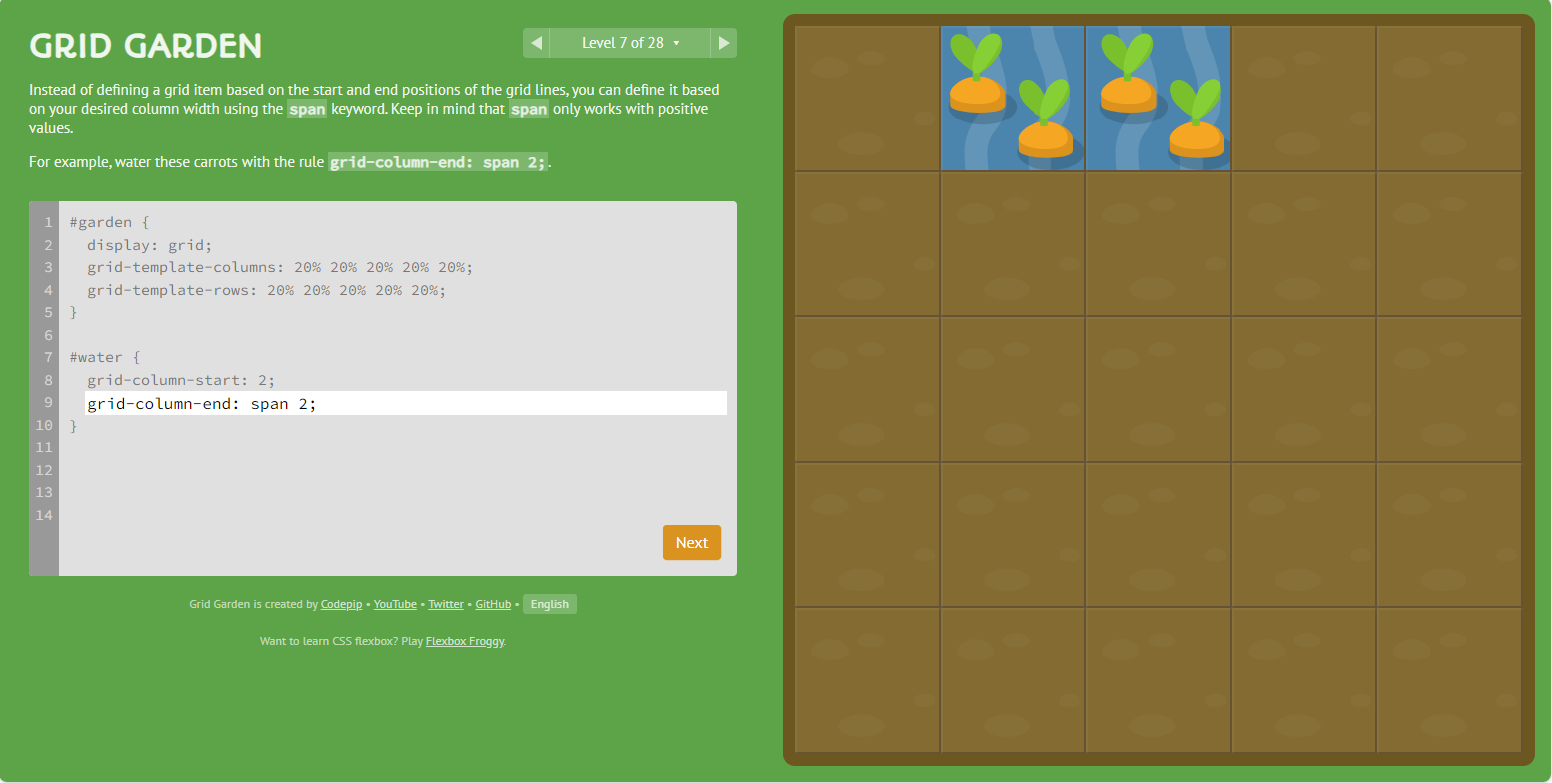 GRID GARDEN
◀ Level 7 of 28 ▾ ▶
Instead of defining a grid item based on the start and end positions of the grid lines, you can define it based
on your desired column width using the span keyword. Keep in mind that span only works with positive
values.
For example, water these carrots with the rule grid-column-end: span 2;.
1 #garden {
2 display: grid;
3 grid-template-columns: 20% 20% 20% 20% 20%;
4 grid-template-rows: 20% 20% 20% 20% 20%;
5 }
6
7 #water {
8 grid-column-start: 2;
9 grid-column-end: span 2;
10 }
11
12
13
14
Next
Grid Garden is created by Codepip • YouTube • Twitter • GitHub • English
Want to learn CSS flexbox? Play Flexbox Froggy.